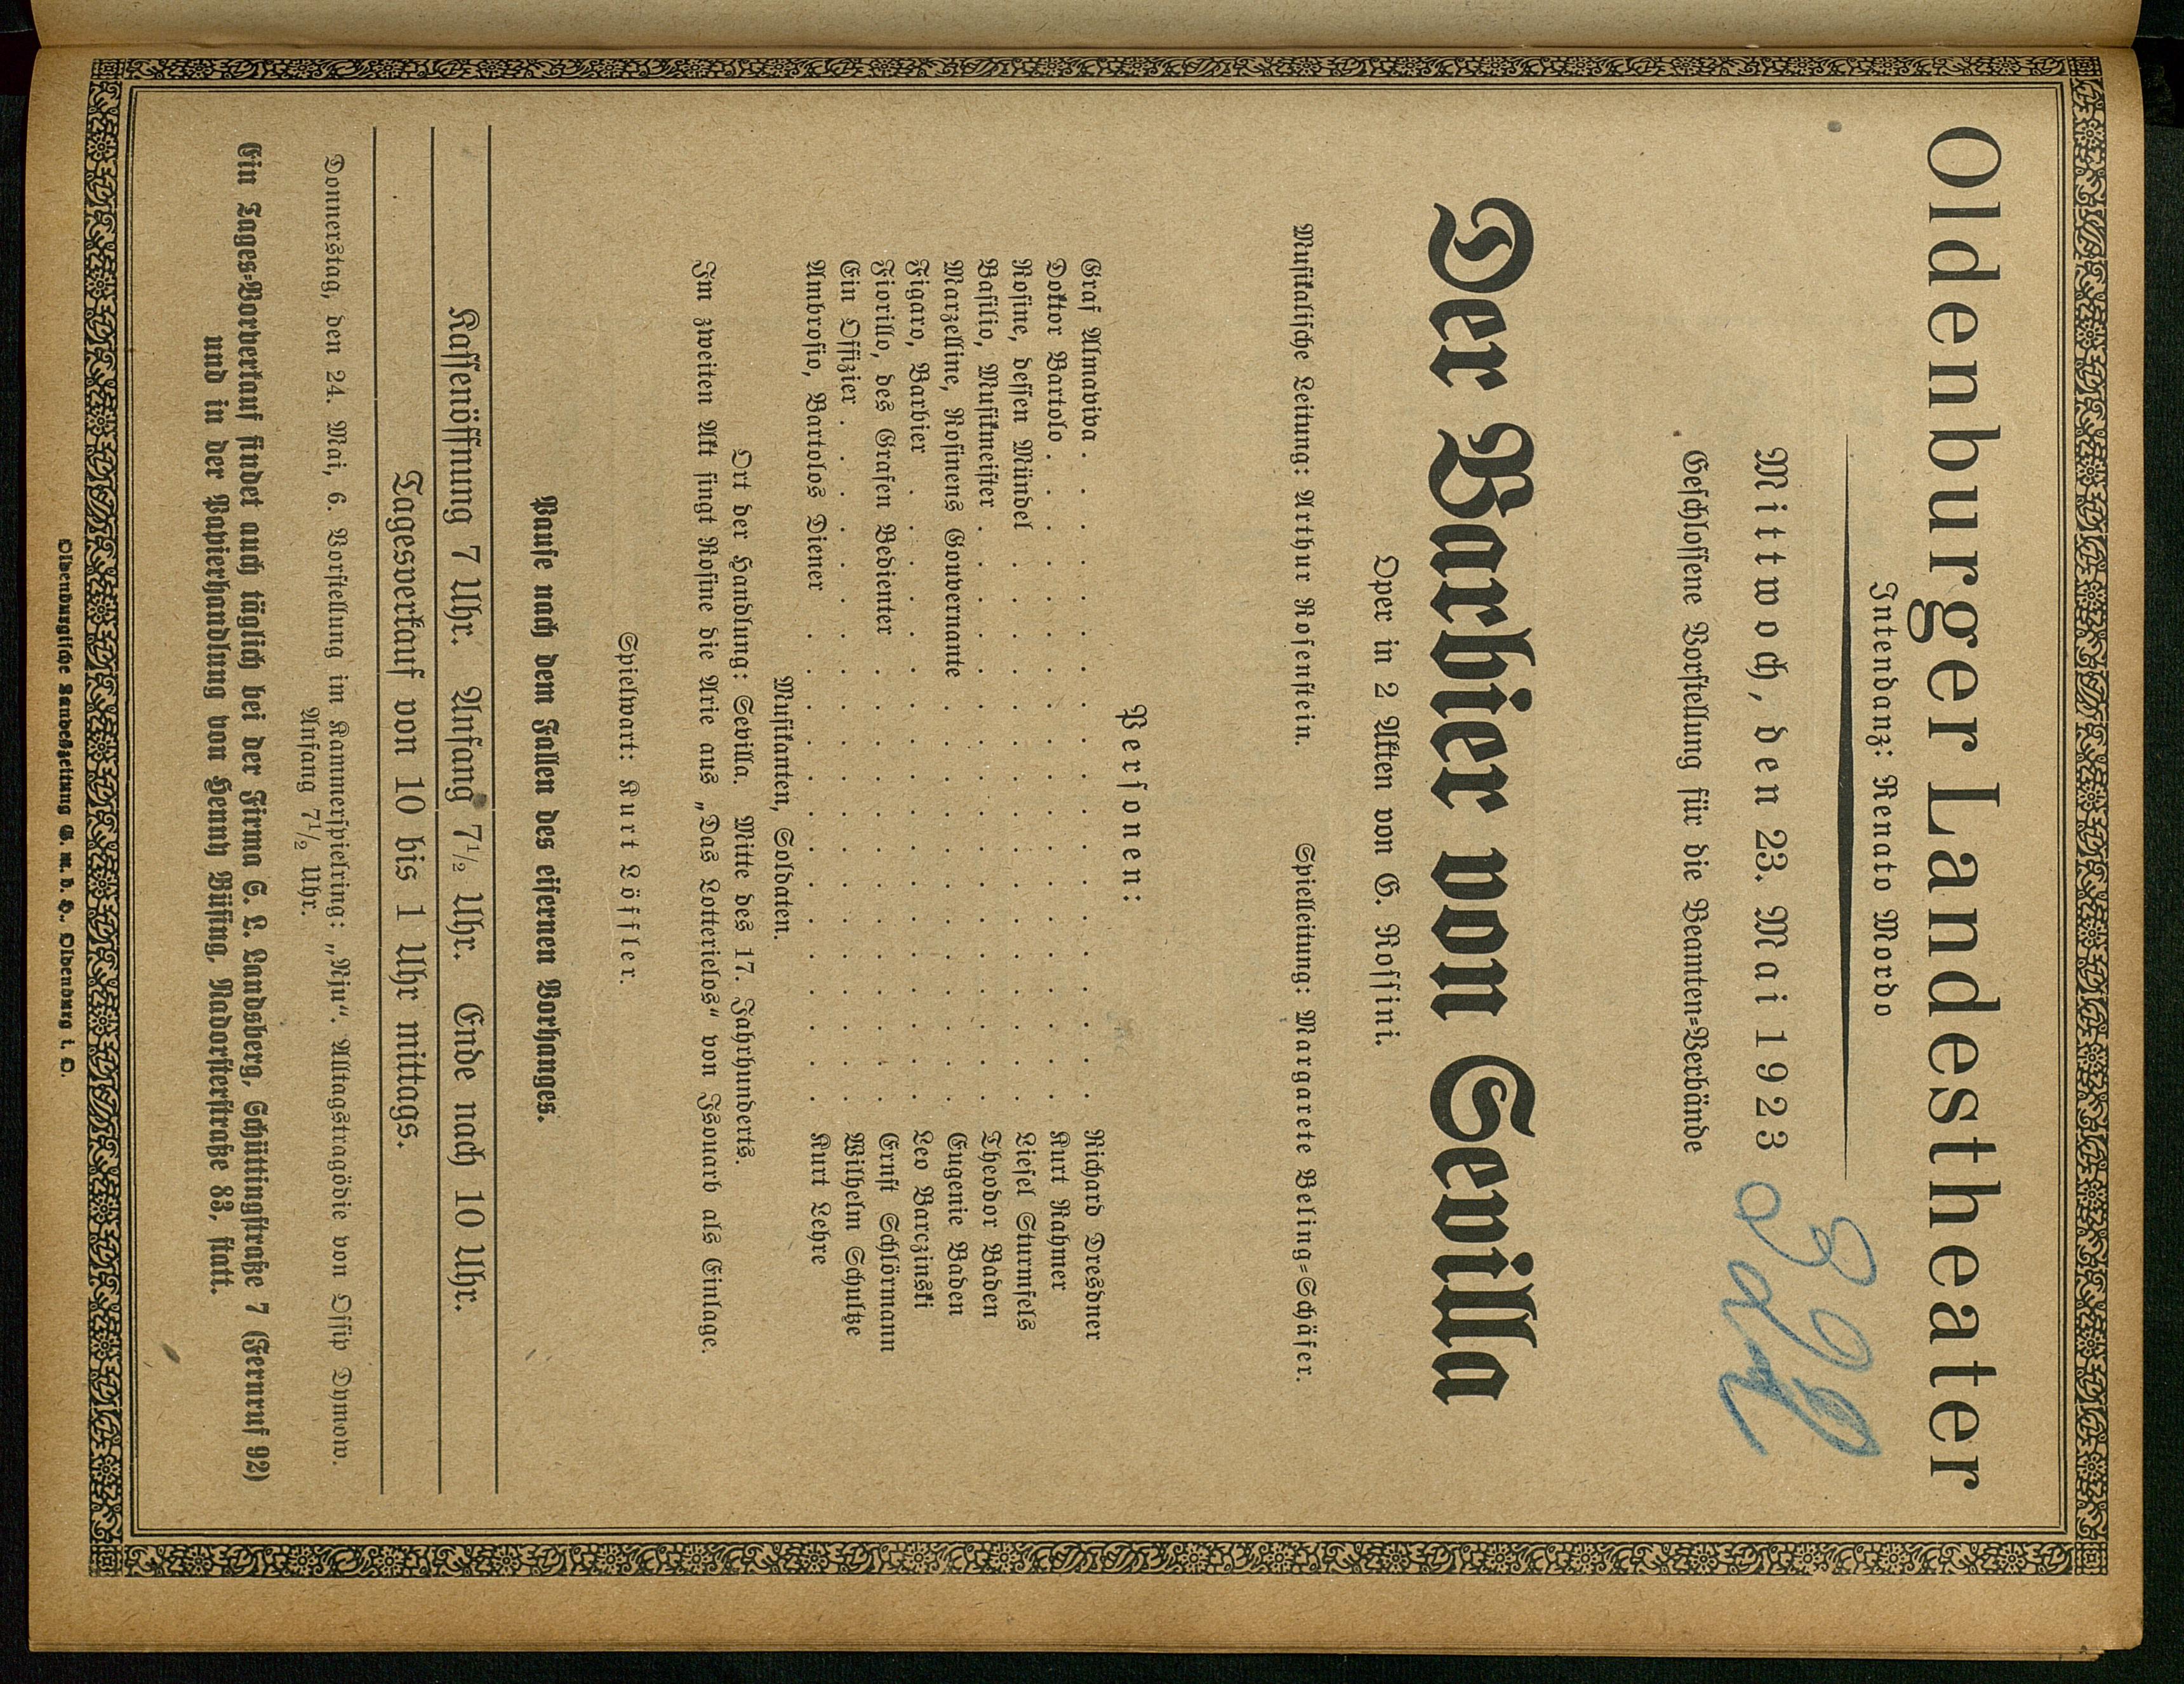 Oldenburger Landestheater
Intendanz: Renato Mordo
Mittwoch, den 23. Mai 1923
Geschlossene Vorstellung für die Beamten-Verbände
Der Barbier von Sevilla
Oper in 2 Akten von G. Rossini.
Musikalische Leitung: Arthur Rosenstein. Spielleitung: Margarete Beling-Schäfer.
Personen:
Graf Almaviva . . . . . . . . . . . . . . . . . . . Richard Dresdner
Doktor Bartolo . . . . . . . . . . . . . . . . . . . Kurt Rahmer
Rosine, dessen Mündel . . . . . . . . . . . . . . . . Liesel Sturmfels
Basilio, Musikmeister . . . . . . . . . . . . . . . . . Theodor Baden
Marzelline, Rosinens Gouvernante . . . . . . . . . . . . Eugenie Baden
Figaro, Barbier . . . . . . . . . . . . . . . . . . Leo Barczinski
Fiorillo, des Grafen Bedienter . . . . . . . . . . . . . Ernst Schlörmann
Ein Offizier . . . . . . . . . . . . . . . . . . . . Wilhelm Schultze
Ambrosio, Bartolos Diener . . . . . . . . . . . . . . Kurt Lehre
Musikanten, Soldaten.
Ort der Handlung: Sevilla. Mitte des 17. Jahrhunderts.
Im zweiten Akt singt Rosine die Arie aus „Das Lotterielos" von Isouard als Einlage.
Spielwart: Kurt Löffler.
Pause nach dem Fallen des eisernen Vorhanges.
Kassenöffnung 7 Uhr. Anfang 7½ Uhr. Ende nach 10 Uhr.
Tagesverkauf von 10 bis 1 Uhr mittags.
Donnerstag, den 24. Mai, 6. Vorstellung im Kammerspielring: „Nju". Alltagstragödie von Ossip Dymow.
Anfang 7½ Uhr.
Ein Tages-Vorverkauf findet auch täglich bei der Firma G. L. Landsberg, Schüttingstraße 7 (Fernruf 92)
und in der Papierhandlung von Henny Büsing, Nadorsterstraße 83, statt.
Oldenburgische Landeszeitung G. m. b. H., Oldenburg i. O.